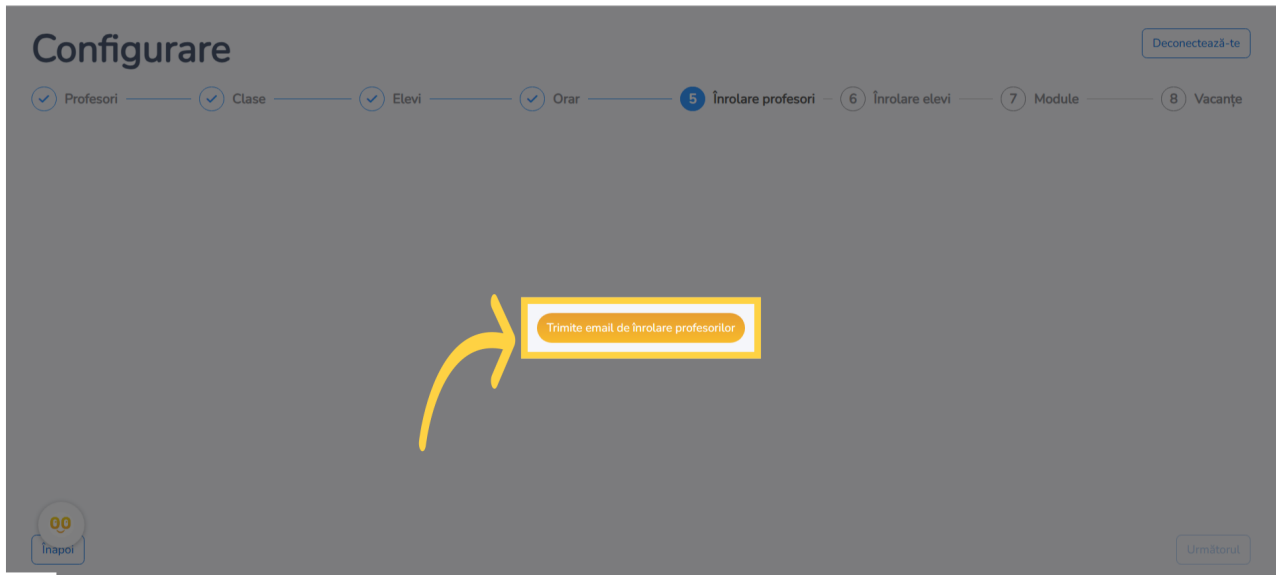 Configurare
Deconectează-te
Profesori Clase Elevi Orar 5 Înrolare profesori 6 Înrolare elevi 7 Module 8 Vacanțe
Trimite email de înrolare profesorilor
Înapoi
Următorul